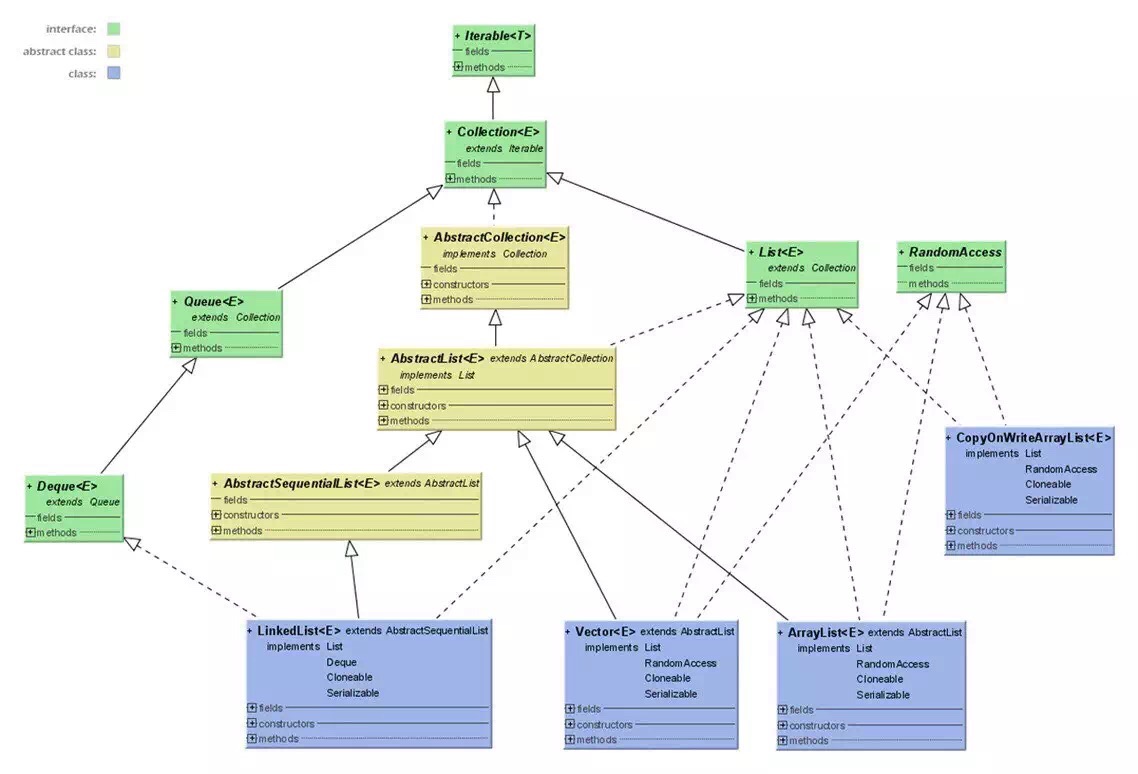 interface:
abstract class:
class:
+ Iterable<T>
fields
methods
+ Collection<E>
extends Iterable
fields
methods
+ AbstractCollection<E>
implements Collection
fields
constructors
methods
+ List<E>
extends Collection
fields
methods
+ RandomAccess
fields
methods
+ Queue<E>
extends Collection
fields
methods
+ AbstractList<E> extends AbstractCollection
implements List
fields
constructors
methods
+ CopyOnWriteArrayList<E>
implements List
RandomAccess
Cloneable
Serializable
fields
constructors
methods
+ Deque<E>
extends Queue
fields
methods
+ AbstractSequentialList<E> extends AbstractList
fields
constructors
methods
+ LinkedList<E> extends AbstractSequentialList
implements List
Deque
Cloneable
Serializable
fields
constructors
methods
+ Vector<E> extends AbstractList
implements List
RandomAccess
Cloneable
Serializable
fields
constructors
methods
+ ArrayList<E> extends AbstractList
implements List
RandomAccess
Cloneable
Serializable
fields
constructors
methods